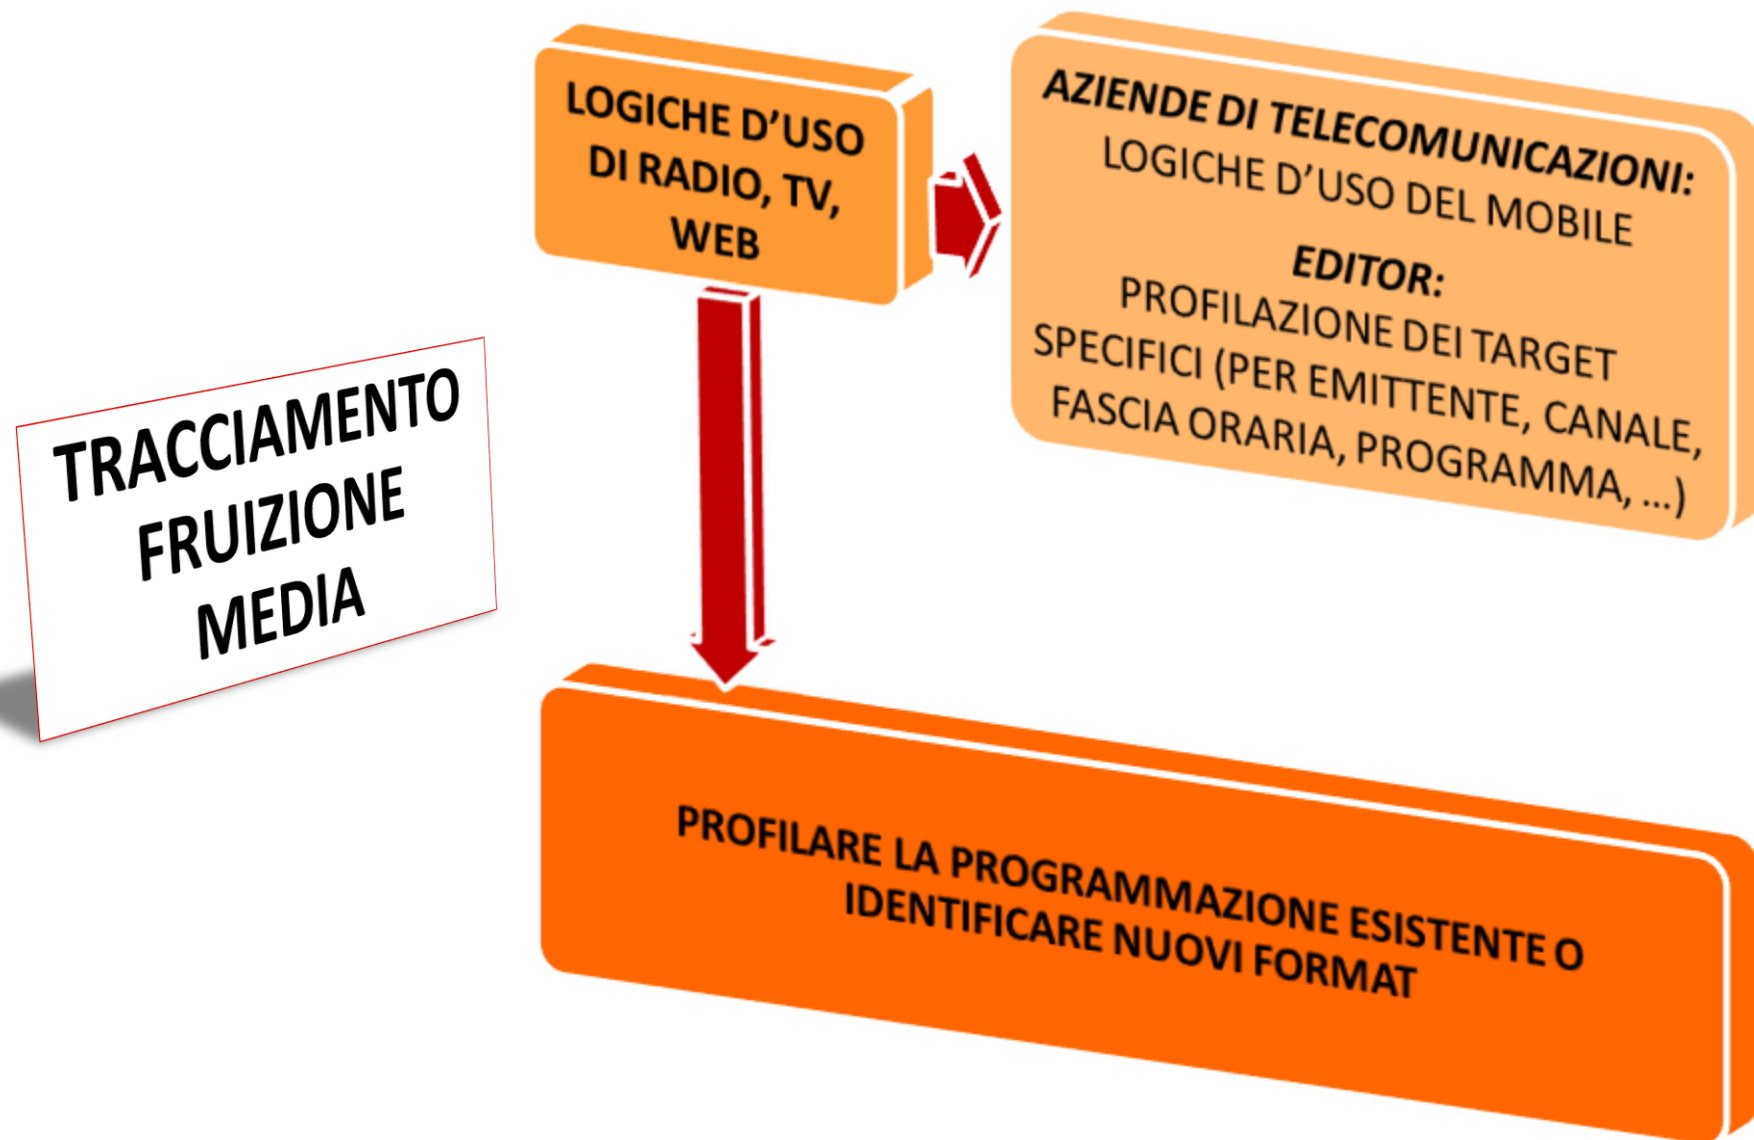 TRACCIAMENTO
FRUIZIONE
MEDIA
LOGICHE D’USO
DI RADIO, TV,
WEB
AZIENDE DI TELECOMUNICAZIONI:
LOGICHE D’USO DEL MOBILE
EDITOR:
PROFILAZIONE DEI TARGET
SPECIFICI (PER EMITTENTE, CANALE,
FASCIA ORARIA, PROGRAMMA, ...)
PROFILARE LA PROGRAMMAZIONE ESISTENTE O
IDENTIFICARE NUOVI FORMAT